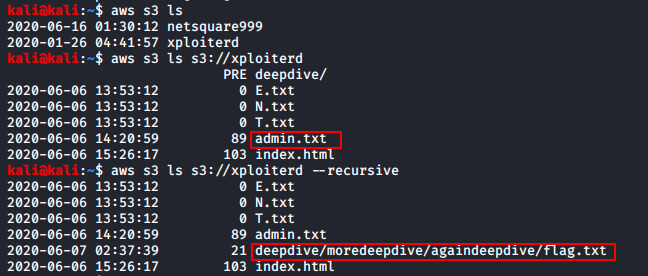 kali@kali:~$ aws s3 ls
2020-06-16 01:30:12 netsquare999
2020-01-26 04:41:57 xploiterd
kali@kali:~$ aws s3 ls s3://xploiterd
PRE deepdive/
2020-06-06 13:53:12 0 E.txt
2020-06-06 13:53:12 0 N.txt
2020-06-06 13:53:12 0 T.txt
2020-06-06 14:20:59 89 admin.txt
2020-06-06 15:26:17 103 index.html
kali@kali:~$ aws s3 ls s3://xploiterd --recursive
2020-06-06 13:53:12 0 E.txt
2020-06-06 13:53:12 0 N.txt
2020-06-06 13:53:12 0 T.txt
2020-06-06 14:20:59 89 admin.txt
2020-06-07 02:37:39 21 deepdive/moredeepdive/againdeepdive/flag.txt
2020-06-06 15:26:17 103 index.html